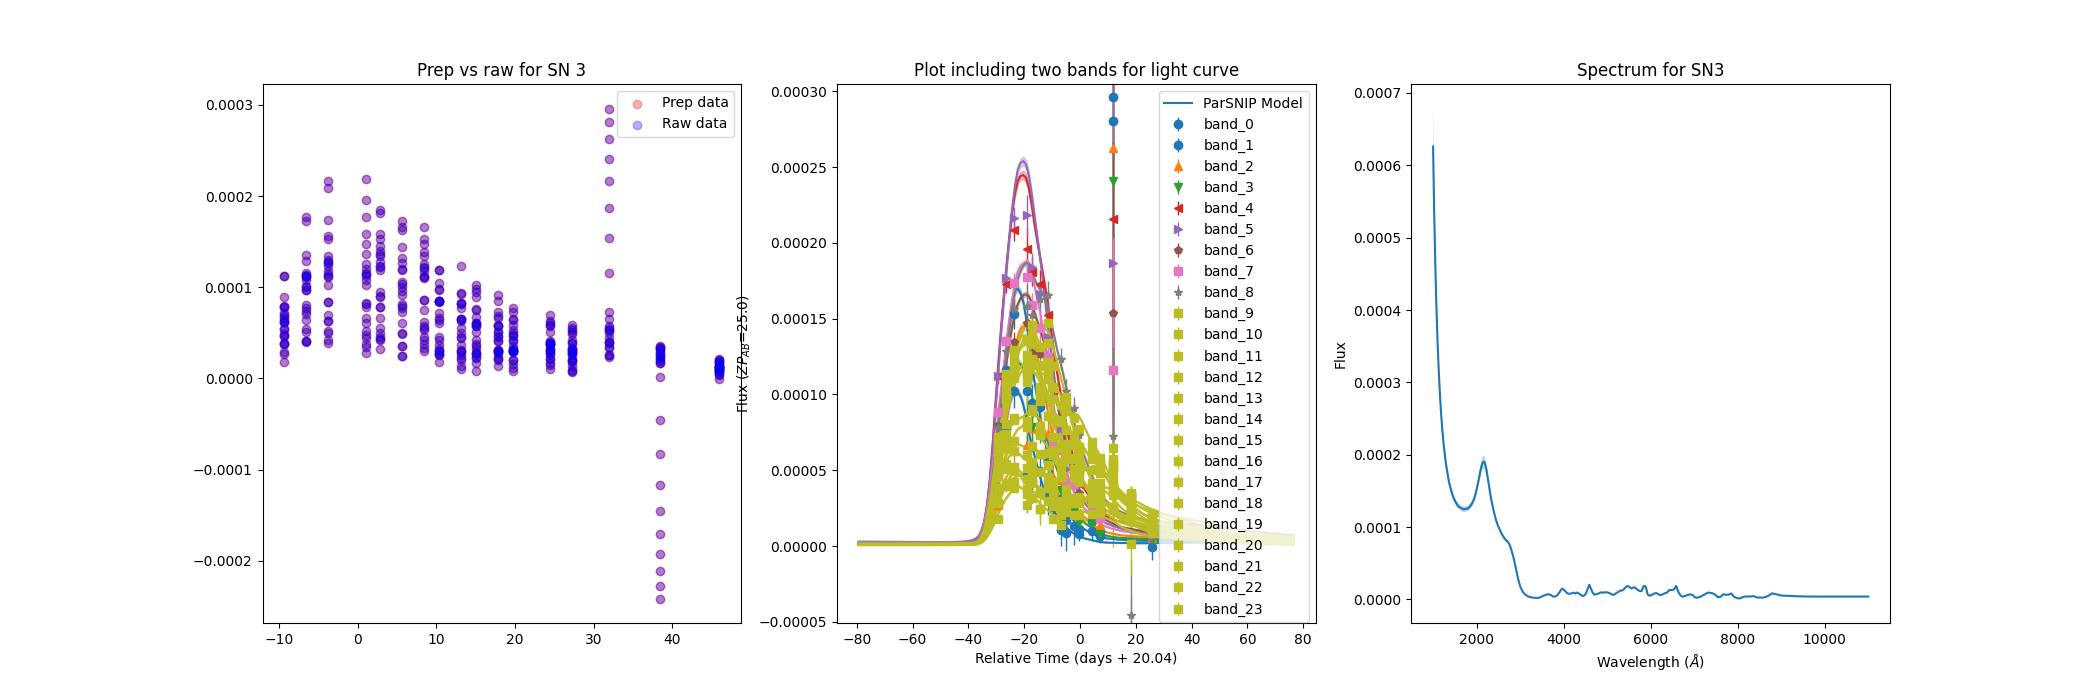 Prep vs raw for SN 3
0.0003
0.0002
0.0001
0.0000
−0.0001
−0.0002
−10
0
10
20
30
40
Prep data
Raw data
Plot including two bands for light curve
Flux (ZP_AB=25.0)
0.00030
0.00025
0.00020
0.00015
0.00010
0.00005
0.00000
−0.00005
−80
−60
−40
−20
0
20
40
60
80
Relative Time (days + 20.04)
ParSNIP Model
band_0
band_1
band_2
band_3
band_4
band_5
band_6
band_7
band_8
band_9
band_10
band_11
band_12
band_13
band_14
band_15
band_16
band_17
band_18
band_19
band_20
band_21
band_22
band_23
Spectrum for SN3
Flux
0.0007
0.0006
0.0005
0.0004
0.0003
0.0002
0.0001
0.0000
2000
4000
6000
8000
10000
Wavelength (Å)